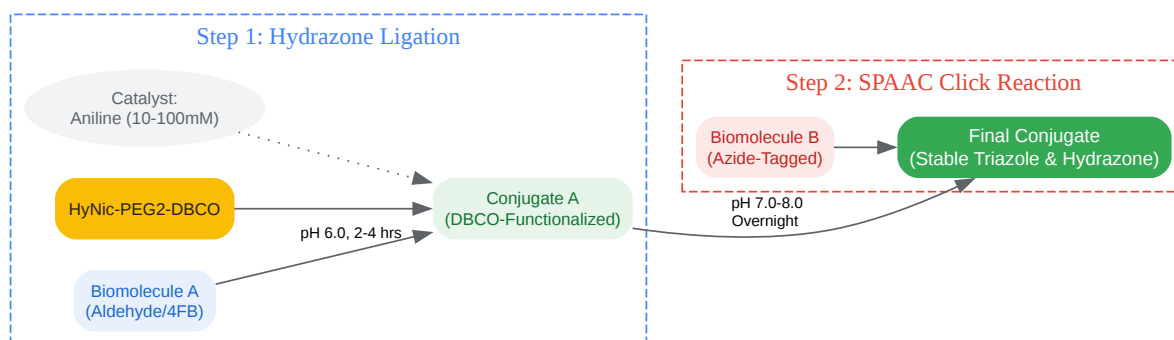 Step 1: Hydrazone Ligation
Catalyst:
Aniline (10-100mM)
HyNic-PEG2-DBCO
Biomolecule A
(Aldehyde/4FB)
pH 6.0, 2-4 hrs
Conjugate A
(DBCO-Functionalized)
Step 2: SPAAC Click Reaction
Biomolecule B
(Azide-Tagged)
Final Conjugate
(Stable Triazole & Hydrazone)
pH 7.0-8.0
Overnight